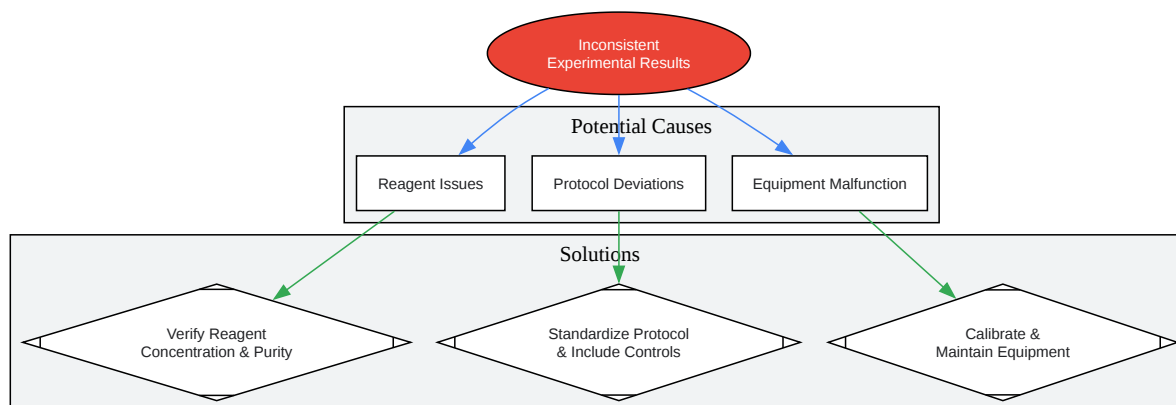 Inconsistent
Experimental Results
Potential Causes
Reagent Issues
Protocol Deviations
Equipment Malfunction
Solutions
Verify Reagent
Concentration & Purity
Standardize Protocol
& Include Controls
Calibrate &
Maintain Equipment